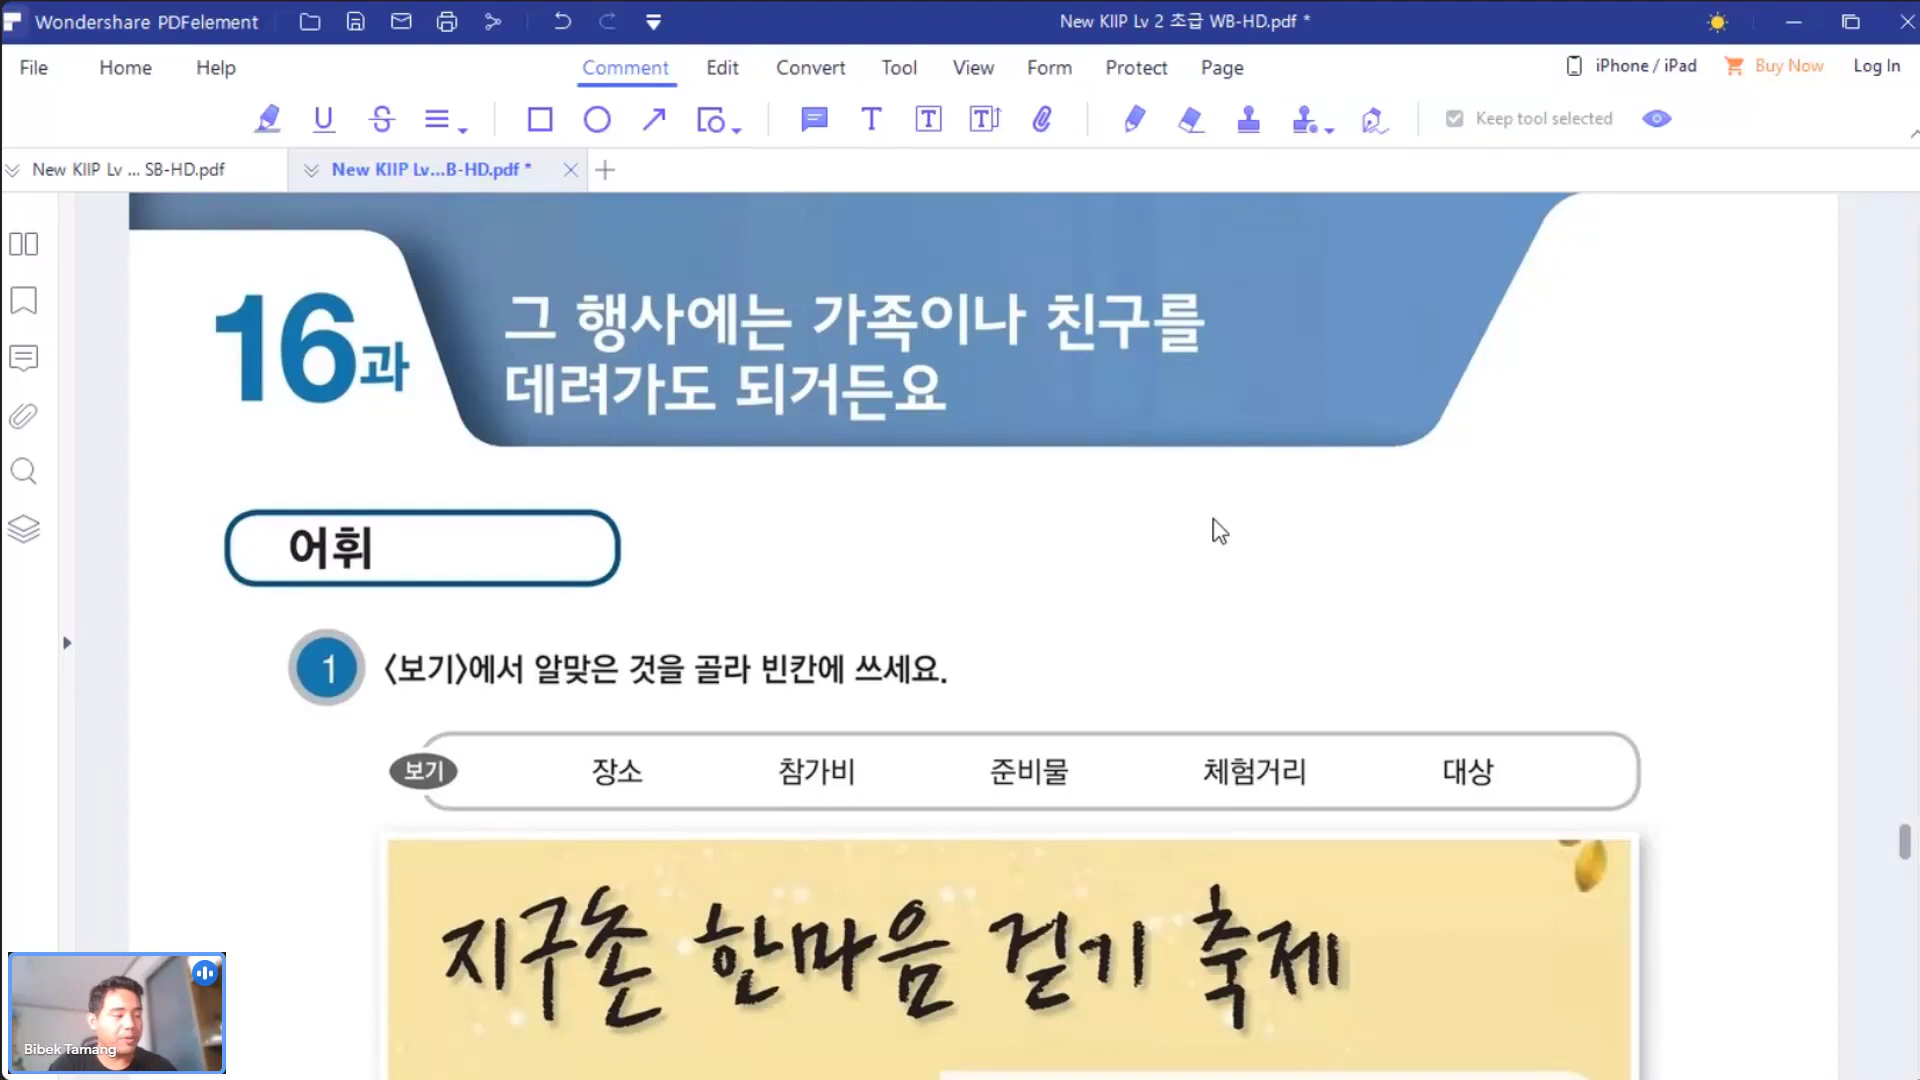 Wondershare PDFelement
New KIIP Lv 2 초급 WB-HD.pdf *
File Home Help Comment Edit Convert Tool View Form Protect Page iPhone / iPad Buy Now Log In
Keep tool selected
New KIIP Lv ... SB-HD.pdf
New KIIP Lv...B-HD.pdf *
16과
그 행사에는 가족이나 친구를
데려가도 되거든요
어휘
1 〈보기〉에서 알맞은 것을 골라 빈칸에 쓰세요.
보기 장소 참가비 준비물 체험거리 대상
지구촌 한마음 걷기 축제
Bibek Tamang